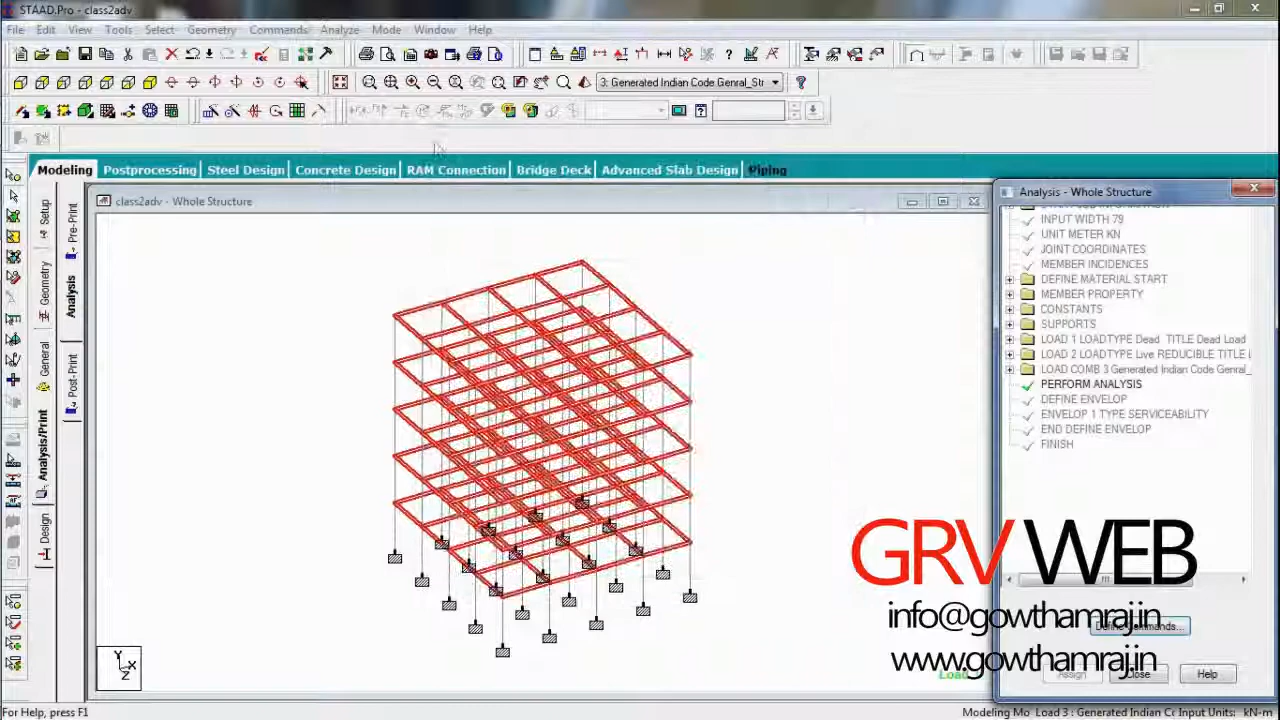 STAAD.Pro - class2adv
File Edit View Tools Select Geometry Commands Analyze Mode Window Help
3: Generated Indian Code Genral_Str
Modeling Postprocessing Steel Design Concrete Design RAM Connection Bridge Deck Advanced Slab Design Piping
Setup
Geometry
General
Analysis/Print
Design
Pre-Print
Analysis
Post-Print
class2adv - Whole Structure
Analysis - Whole Structure
INPUT WIDTH 79
UNIT METER KN
JOINT COORDINATES
MEMBER INCIDENCES
DEFINE MATERIAL START
MEMBER PROPERTY
CONSTANTS
SUPPORTS
LOAD 1 LOADTYPE Dead TITLE Dead Load
LOAD 2 LOADTYPE Live REDUCIBLE TITLE L
LOAD COMB 3 Generated Indian Code Genral_
PERFORM ANALYSIS
DEFINE ENVELOP
ENVELOP 1 TYPE SERVICEABILITY
END DEFINE ENVELOP
FINISH
GRV WEB
info@gowthamraj.in
Define Commands...
www.gowthamraj.in
Load
Assign Close Help
Y
X
Z
For Help, press F1
Modeling Mo Load 3 : Generated Indian Cc Input Units: kN-m